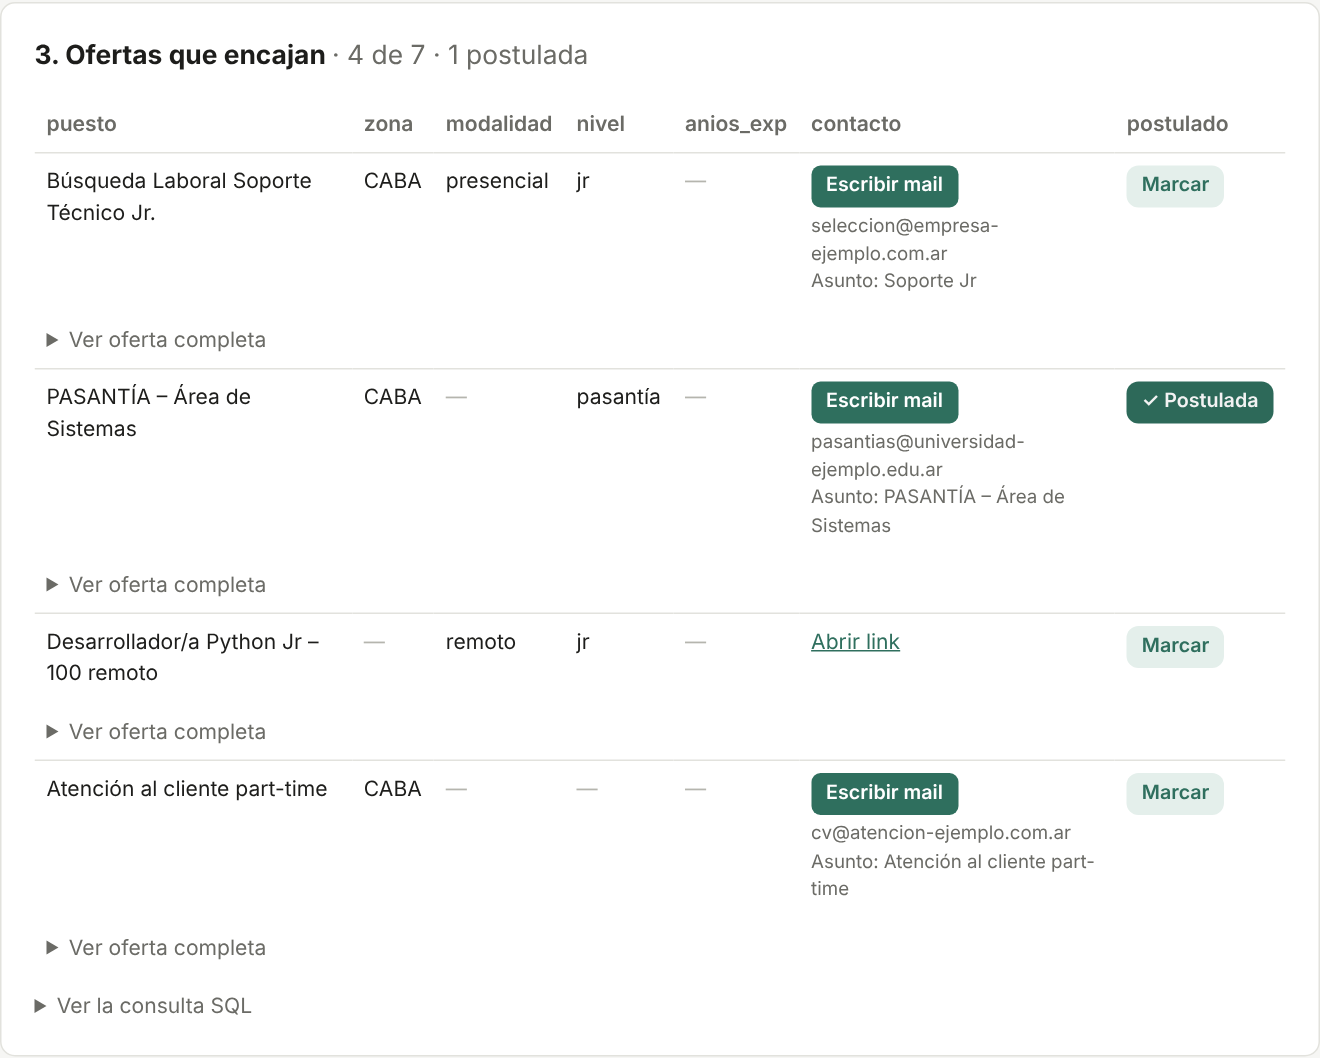 3. Ofertas que encajan · 4 de 7 · 1 postulada
puesto zona modalidad nivel anios_exp contacto postulado
Búsqueda Laboral Soporte CABA presencial jr — Escribir mail Marcar
Técnico Jr.
seleccion@empresa-
ejemplo.com.ar
Asunto: Soporte Jr
▶ Ver oferta completa
PASANTÍA – Área de CABA — pasantía — Escribir mail ✓ Postulada
Sistemas
pasantias@universidad-
ejemplo.edu.ar
Asunto: PASANTÍA – Área de
Sistemas
▶ Ver oferta completa
Desarrollador/a Python Jr – — remoto jr — Abrir link Marcar
100 remoto
▶ Ver oferta completa
Atención al cliente part-time CABA — — — Escribir mail Marcar
cv@atencion-ejemplo.com.ar
Asunto: Atención al cliente part-
time
▶ Ver oferta completa
▶ Ver la consulta SQL